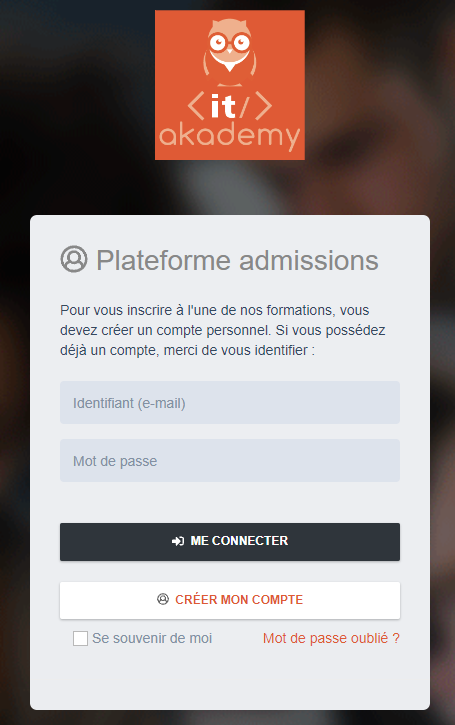 <it/>
akademy
Plateforme admissions
Pour vous inscrire à l'une de nos formations, vous
devez créer un compte personnel. Si vous possédez
déjà un compte, merci de vous identifier :
Identifiant (e-mail)
Mot de passe
ME CONNECTER
CRÉER MON COMPTE
Se souvenir de moi Mot de passe oublié ?